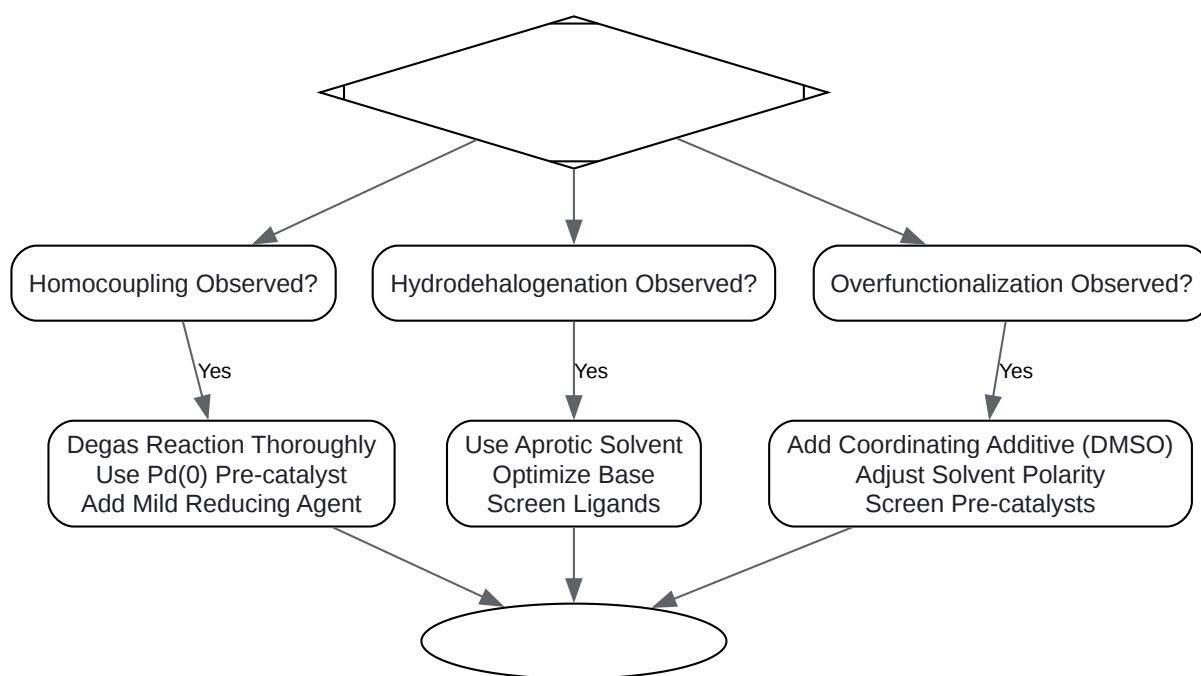 Homocoupling Observed?
Hydrodehalogenation Observed?
Overfunctionalization Observed?
Yes
Yes
Yes
Degas Reaction Thoroughly
Use Pd(0) Pre-catalyst
Add Mild Reducing Agent
Use Aprotic Solvent
Optimize Base
Screen Ligands
Add Coordinating Additive (DMSO)
Adjust Solvent Polarity
Screen Pre-catalysts